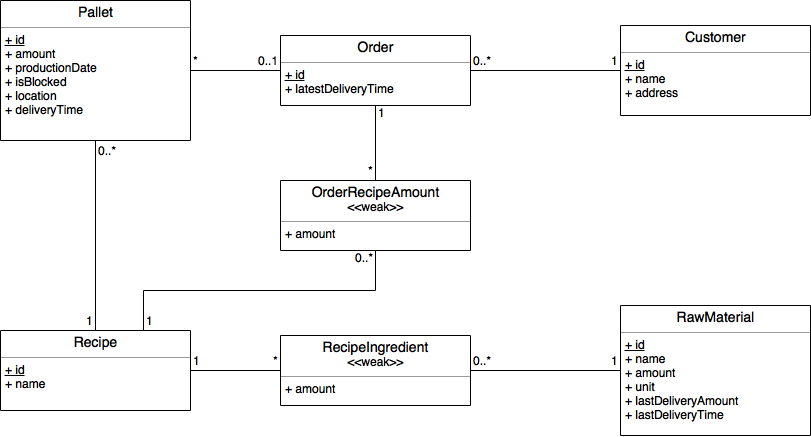 Pallet
+ id
+ amount
+ productionDate
+ isBlocked
+ location
+ deliveryTime
* 0..1
Order
+ id
+ latestDeliveryTime
0..* 1
Customer
+ id
+ name
+ address
0..*
1
*
OrderRecipeAmount
<<weak>>
+ amount
0..*
1
1
Recipe
+ id
+ name
1 *
RecipeIngredient
<<weak>>
+ amount
0..* 1
RawMaterial
+ id
+ name
+ amount
+ unit
+ lastDeliveryAmount
+ lastDeliveryTime